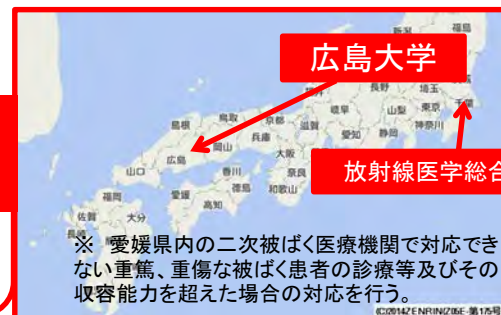 新潟 福島
広島大学
長野 埼玉
岐阜 山梨 東京 千葉
島根 鳥取 京都 滋賀 愛知 静岡 神奈川
兵庫
岡山
広島 大阪
山口 香川 奈良
放射線医学総合
福岡 愛媛 徳島 和歌山
佐賀 大分 高知
※ 愛媛県内の二次被ばく医療機関で対応でき
ない重篤、重傷な被ばく患者の診療等及びその
収容能力を超えた場合の対応を行う。